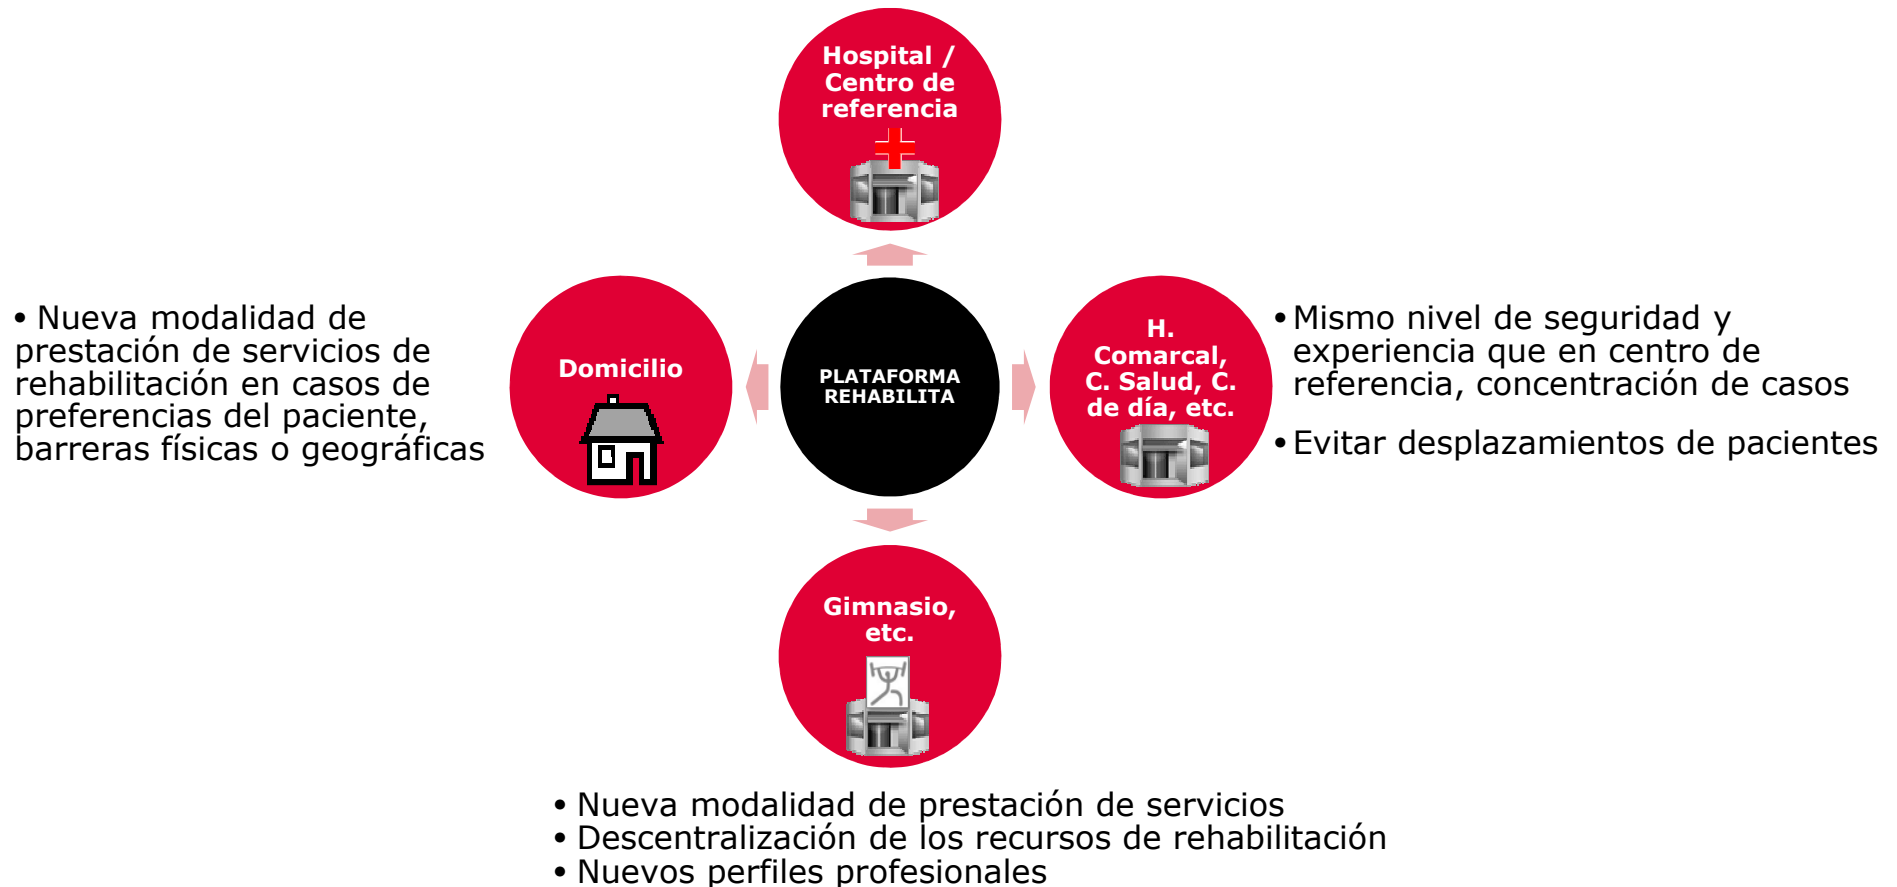 Hospital /
Centro de
referencia
• Nueva modalidad de
prestación de servicios de
rehabilitación en casos de
preferencias del paciente,
barreras físicas o geográficas
Domicilio
PLATAFORMA
REHABILITA
H.
Comarcal,
C. Salud, C.
de día, etc.
• Mismo nivel de seguridad y
experiencia que en centro de
referencia, concentración de casos
• Evitar desplazamientos de pacientes
Gimnasio,
etc.
• Nueva modalidad de prestación de servicios
• Descentralización de los recursos de rehabilitación
• Nuevos perfiles profesionales